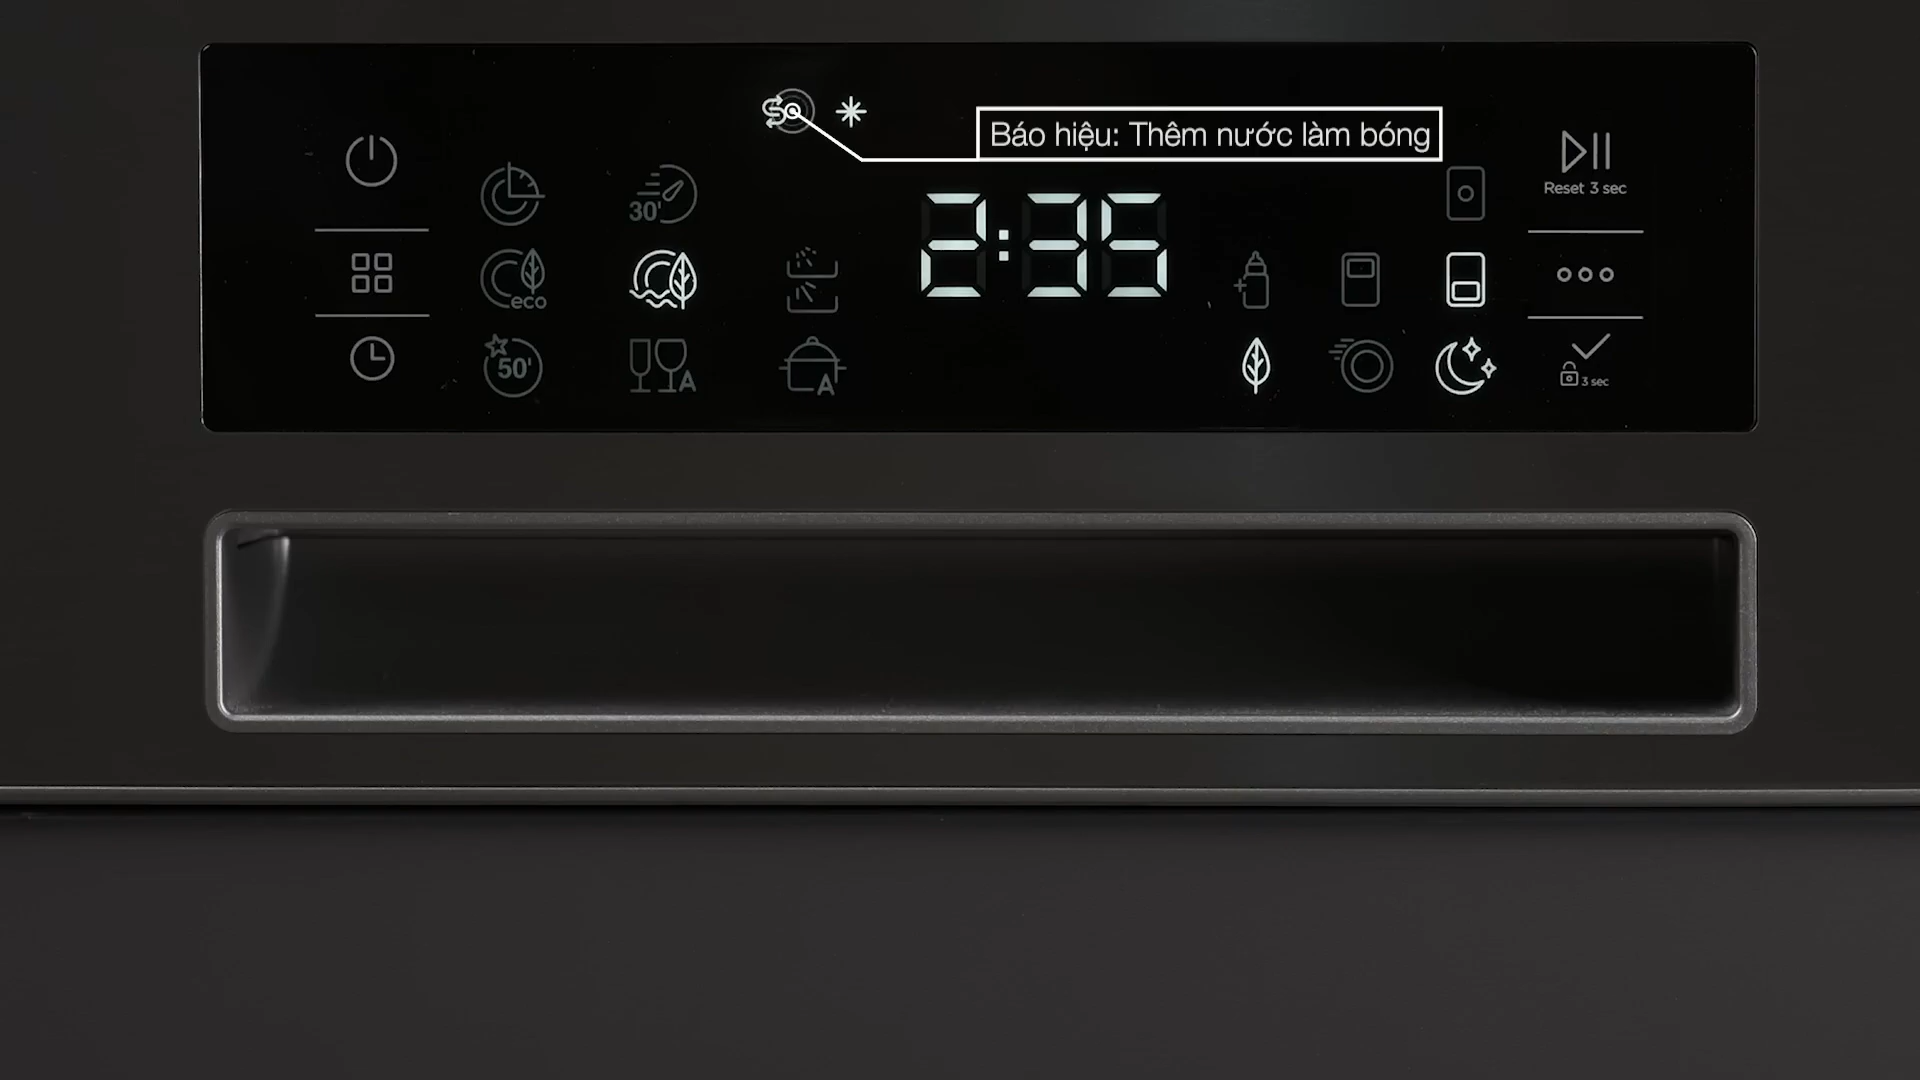 Báo hiệu: Thêm nước làm bóng
Reset 3 sec
30'
2:35
eco
50'
A
A
3 sec